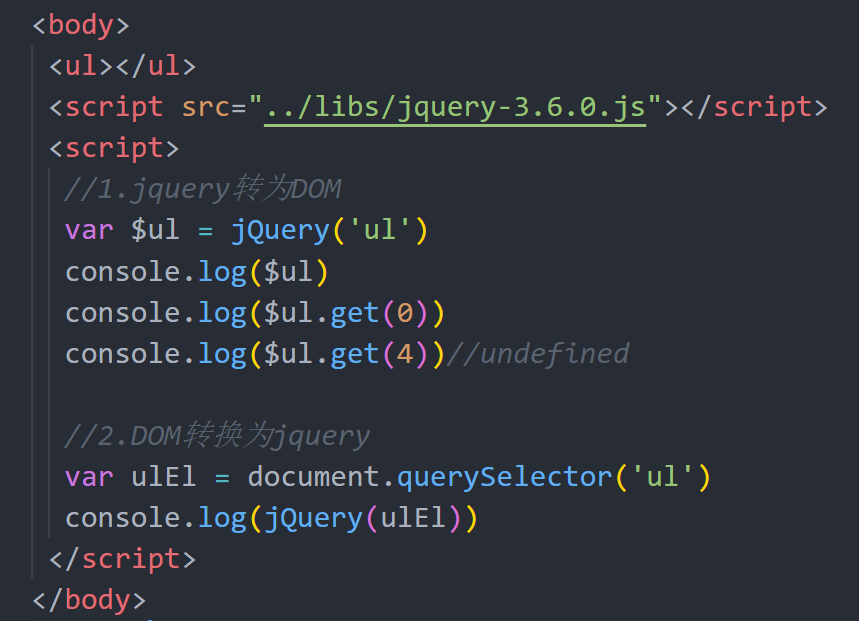 <body>
<ul></ul>
<script src="../libs/jquery-3.6.0.js"></script>
<script>
//1.jquery转为DOM
var $ul = jQuery('ul')
console.log($ul)
console.log($ul.get(0))
console.log($ul.get(4))//undefined
//2.DOM转换为jquery
var ulEl = document.querySelector('ul')
console.log(jQuery(ulEl))
</script>
</body>